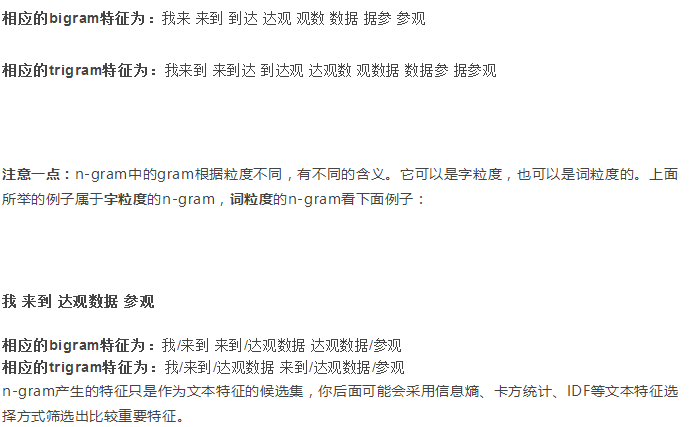 相应的bigram特征为：我来 来到 到达 达观 观数 数据 据参 参观
相应的trigram特征为：我来到 来到达 到达观 达观数 观数据 数据参 据参观
注意一点：n-gram中的gram根据粒度不同，有不同的含义。它可以是字粒度，也可以是词粒度的。上面
所举的例子属于字粒度的n-gram，词粒度的n-gram看下面例子：
我 来到 达观数据 参观
相应的bigram特征为：我/来到 来到/达观数据 达观数据/参观
相应的trigram特征为：我/来到/达观数据 来到/达观数据/参观
n-gram产生的特征只是作为文本特征的候选集，你后面可能会采用信息熵、卡方统计、IDF等文本特征选
择方式筛选出比较重要特征。